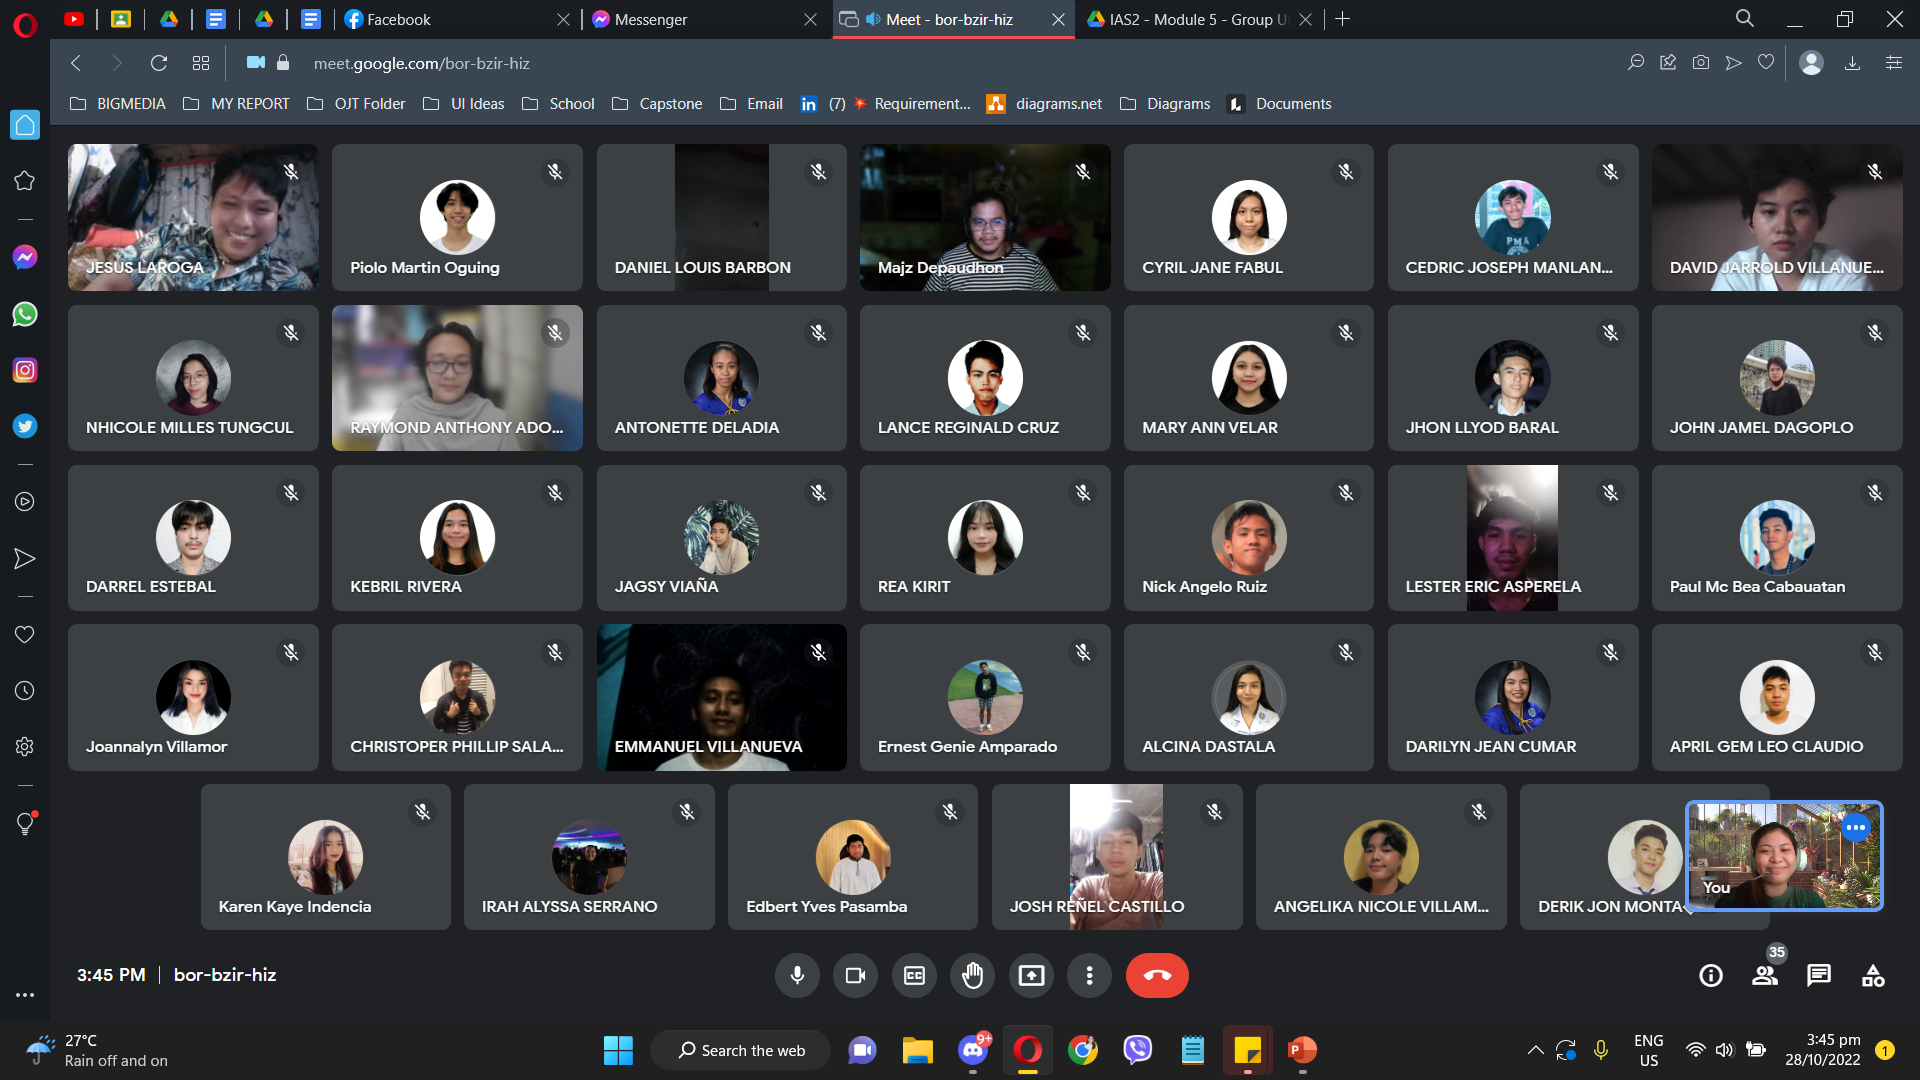 Facebook
Messenger
Meet - bor-bzir-hiz
IAS2 - Module 5 - Group U
meet.google.com/bor-bzir-hiz
BIGMEDIA
MY REPORT
OJT Folder
UI Ideas
School
Capstone
Email
(7) Requirement...
diagrams.net
Diagrams
Documents
JESUS LAROGA
Piolo Martin Oguing
DANIEL LOUIS BARBON
Majz Depaudhon
CYRIL JANE FABUL
CEDRIC JOSEPH MANLAN...
DAVID JARROLD VILLANUE...
PMA
NHICOLE MILLES TUNGCUL
RAYMOND ANTHONY ADO...
ANTONETTE DELADIA
LANCE REGINALD CRUZ
MARY ANN VELAR
JHON LLYOD BARAL
JOHN JAMEL DAGOPLO
DARREL ESTEBAL
KEBRIL RIVERA
JAGSY VIAÑA
REA KIRIT
Nick Angelo Ruiz
LESTER ERIC ASPERELA
Paul Mc Bea Cabauatan
Joannalyn Villamor
CHRISTOPER PHILLIP SALA...
EMMANUEL VILLANUEVA
Ernest Genie Amparado
ALCINA DASTALA
DARILYN JEAN CUMAR
APRIL GEM LEO CLAUDIO
Karen Kaye Indencia
IRAH ALYSSA SERRANO
Edbert Yves Pasamba
JOSH REÑEL CASTILLO
ANGELIKA NICOLE VILLAM...
DERIK JON MONTA
You
3:45 PM | bor-bzir-hiz
35
27°C
Rain off and on
Search the web
9+
ENG
US
3:45 pm
28/10/2022
1